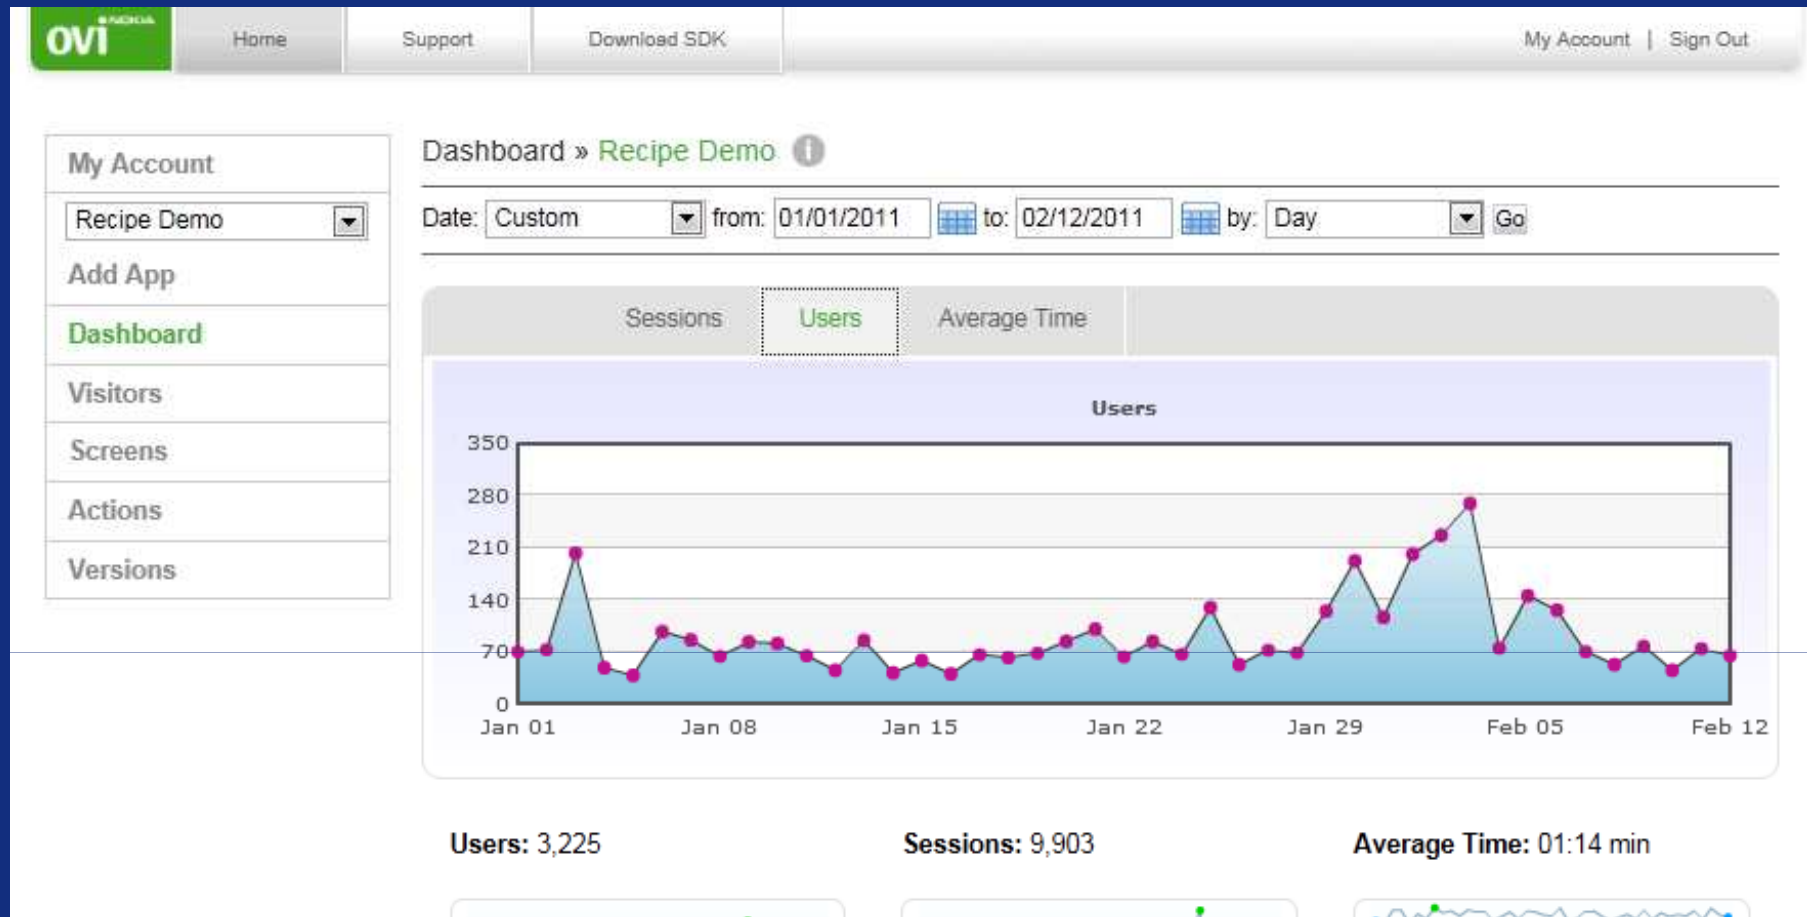 ovi NOKIA
Home Support Download SDK My Account | Sign Out
My Account
Recipe Demo
Add App
Dashboard
Visitors
Screens
Actions
Versions
Dashboard » Recipe Demo i
Date: Custom from: 01/01/2011 to: 02/12/2011 by: Day Go
Sessions Users Average Time
Users
350
280
210
140
70
0
Jan 01 Jan 08 Jan 15 Jan 22 Jan 29 Feb 05 Feb 12
Users: 3,225 Sessions: 9,903 Average Time: 01:14 min